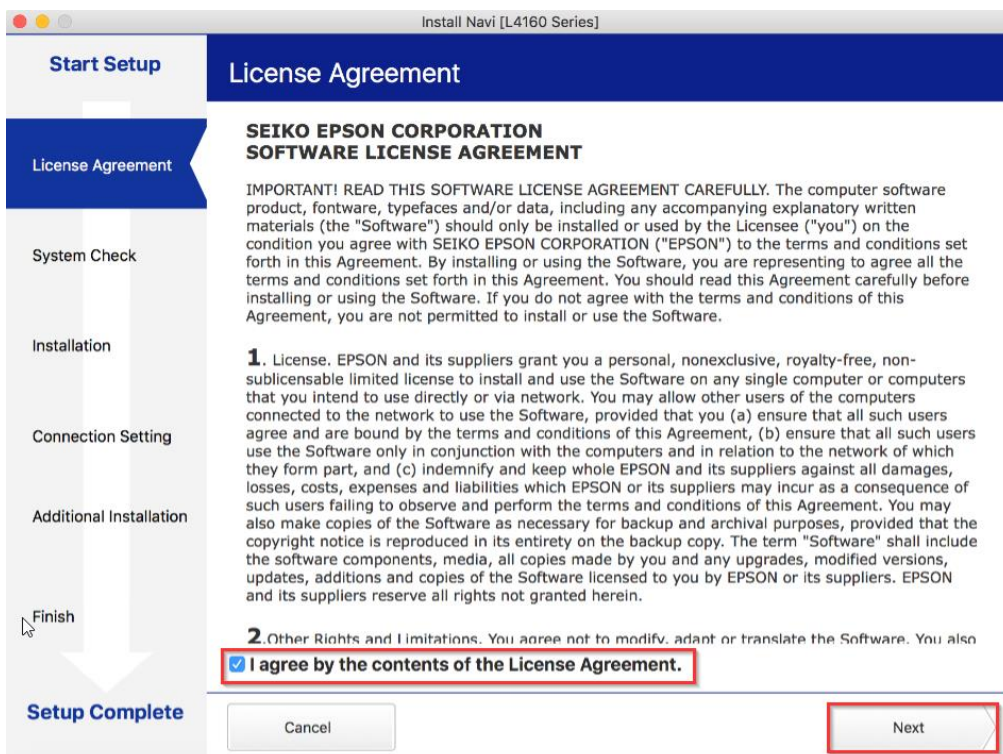 Install Navi [L4160 Series]
Start Setup
License Agreement
System Check
Installation
Connection Setting
Additional Installation
Finish
Setup Complete
License Agreement
SEIKO EPSON CORPORATION
SOFTWARE LICENSE AGREEMENT
IMPORTANT! READ THIS SOFTWARE LICENSE AGREEMENT CAREFULLY. The computer software
product, fontware, typefaces and/or data, including any accompanying explanatory written
materials (the "Software") should only be installed or used by the Licensee ("you") on the
condition you agree with SEIKO EPSON CORPORATION ("EPSON") to the terms and conditions set
forth in this Agreement. By installing or using the Software, you are representing to agree all the
terms and conditions set forth in this Agreement. You should read this Agreement carefully before
installing or using the Software. If you do not agree with the terms and conditions of this
Agreement, you are not permitted to install or use the Software.
1. License. EPSON and its suppliers grant you a personal, nonexclusive, royalty-free, non-
sublicensable limited license to install and use the Software on any single computer or computers
that you intend to use directly or via network. You may allow other users of the computers
connected to the network to use the Software, provided that you (a) ensure that all such users
agree and are bound by the terms and conditions of this Agreement, (b) ensure that all such users
use the Software only in conjunction with the computers and in relation to the network of which
they form part, and (c) indemnify and keep whole EPSON and its suppliers against all damages,
losses, costs, expenses and liabilities which EPSON or its suppliers may incur as a consequence of
such users failing to observe and perform the terms and conditions of this Agreement. You may
also make copies of the Software as necessary for backup and archival purposes, provided that the
copyright notice is reproduced in its entirety on the backup copy. The term "Software" shall include
the software components, media, all copies made by you and any upgrades, modified versions,
updates, additions and copies of the Software licensed to you by EPSON or its suppliers. EPSON
and its suppliers reserve all rights not granted herein.
2.Other Rights and Limitations. You agree not to modify, adapt or translate the Software. You also
I agree by the contents of the License Agreement.
Cancel
Next